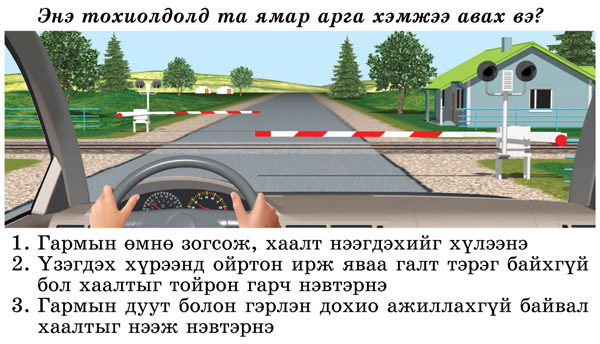 Энэ тохиолдолд та ямар арга хэмжээ авах вэ?
1. Гармын өмнө зогсож, хаалт нээгдэхийг хүлээнэ
2. Үзэгдэх хүрээнд ойртон ирж яваа галт тэрэг байхгүй
бол хаалтыг тойрон гарч нэвтэрнэ
3. Гармын дуут болон гэрлэн дохио ажиллахгүй байвал
хаалтыг нээж нэвтэрнэ